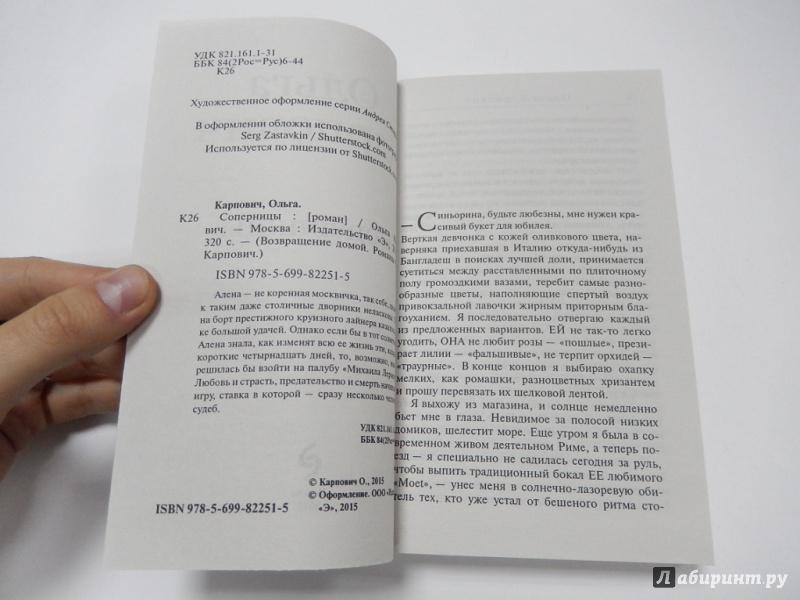 УДК 821.161.1-31
ББК 84(2Рос=Рус)6-44
К26
Художественное оформление серии Андрея
В оформлении обложки использована
Serg Zastavkin / Shutterstock.com
Используется по лицензии от Shutterstock.com
Карпович, Ольга.
К26 Соперницы : [роман] / Ольга
вич. — Москва : Издательство «Э»,
320 с. — (Возвращение домой.
Карпович.)
ISBN 978-5-699-82251-5
Алена — не коренная москвичка, так себе,
к таким даже столичные дворники
на борт престижного круизного лайнера
ке большой удачей. Однако если бы в тот
Алена знала, как изменят всю ее жизнь эти
короткие четырнадцать дней, то, возможно,
решилась бы взойти на палубу «Михаила
Любовь и страсть, предательство и смерть
игру, ставка в которой — сразу несколько
судеб.
УДК 821.161.
ББК 84(2Рос
© Карпович О., 2015
© Оформление. ООО
ISBN 978-5-699-82251-5 «Э», 2015
— Синьорина, будьте любезны, мне нужен кра-
сивый букет для юбилея.
Верткая девчонка с кожей оливкового цвета, на-
верняка приехавшая в Италию откуда-нибудь из
Бангладеш в поисках лучшей доли, принимается
суетиться между расставленными по плиточному
полу громоздкими вазами, теребит самые разно-
образные цветы, наполняющие спертый воздух
привокзальной лавочки жирным приторным бла-
гоуханием. Я последовательно отвергаю каждый
из предложенных вариантов. ЕЙ не так-то легко
угодить, ОНА не любит розы — «пошлые», прези-
рает лилии — «фальшивые», не терпит орхидей —
«траурные». В конце концов я выбираю охапку
мелких, как ромашки, разноцветных хризантем
и прошу перевязать их шелковой лентой.
Я выхожу из магазина, и солнце немедленно
бьет мне в глаза. Невидимое за полосой низких
домиков, шелестит море. Еще утром я была в со-
временном живом деятельном Риме, а теперь по-
езд — я специально не садилась сегодня за руль,
чтобы выпить традиционный бокал ЕЕ любимого
«Moet», — унес меня в солнечно-лазоревую оби-
тель тех, кто уже устал от бешеного ритма сто-
Лабиринт.ру